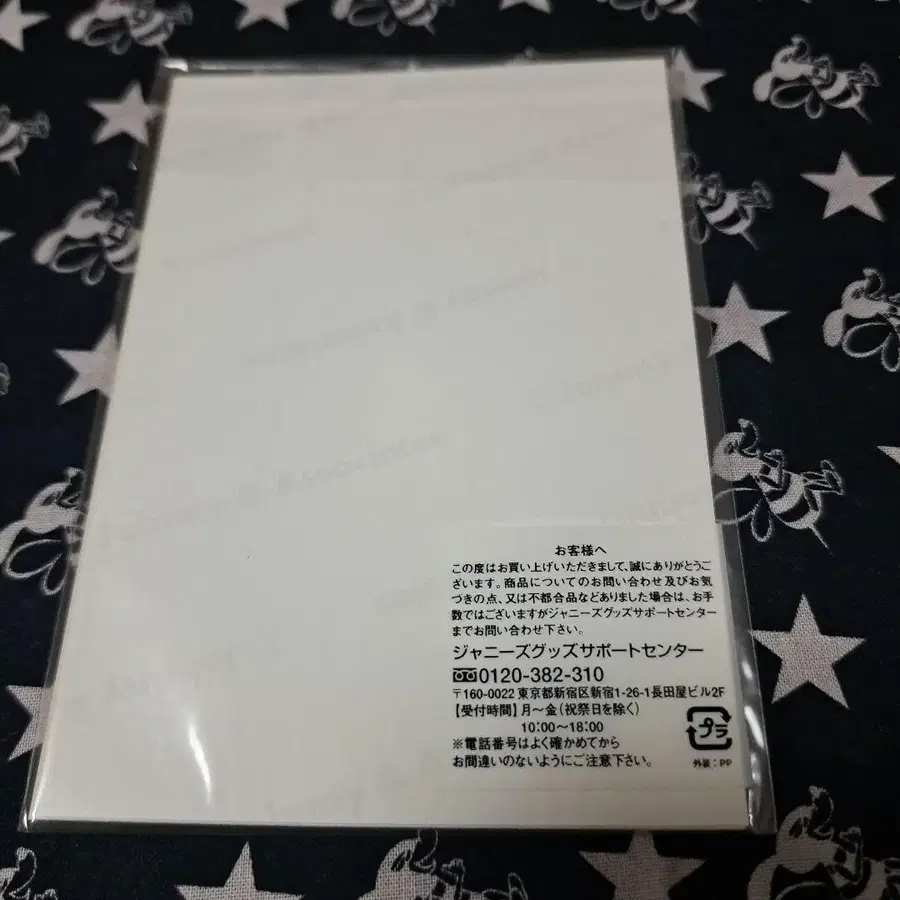 お客様へ
この度はお買い上げいただきまして、誠にありがとうございます。商品についてのお問い合わせ及びお気づきの点、又は不都合品などありました場合は、お手数ではございますがジャニーズグッズサポートセンターまでお問い合わせ下さい。
ジャニーズグッズサポートセンター
0120-382-310
〒160-0022 東京都新宿区新宿1-26-1長田屋ビル2F
【受付時間】月~金(祝祭日を除く)
10:00~18:00
※電話番号はよく確かめてから
お間違いのないようにご注意下さい。
プラ
外装:PP